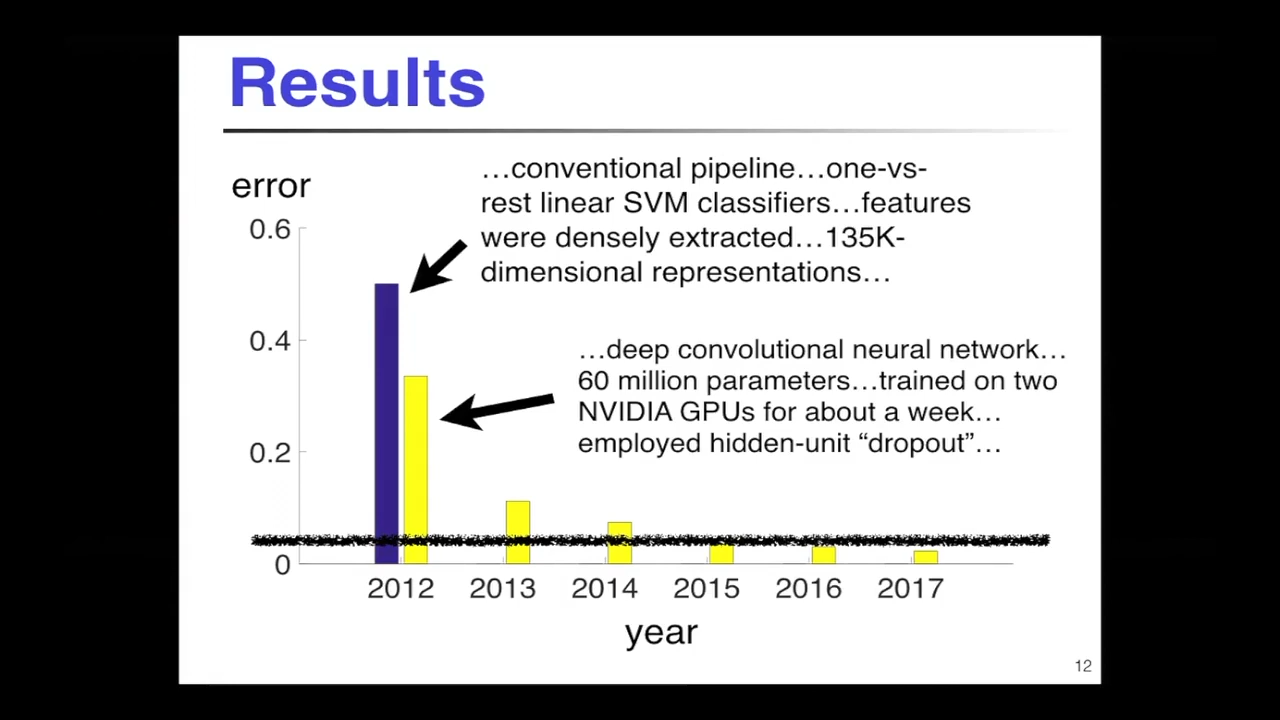 Results
error
…conventional pipeline…one-vs-
rest linear SVM classifiers…features
were densely extracted…135K-
dimensional representations…
…deep convolutional neural network…
60 million parameters…trained on two
NVIDIA GPUs for about a week…
employed hidden-unit “dropout”…
0.6
0.4
0.2
0
2012 2013 2014 2015 2016 2017
year
12